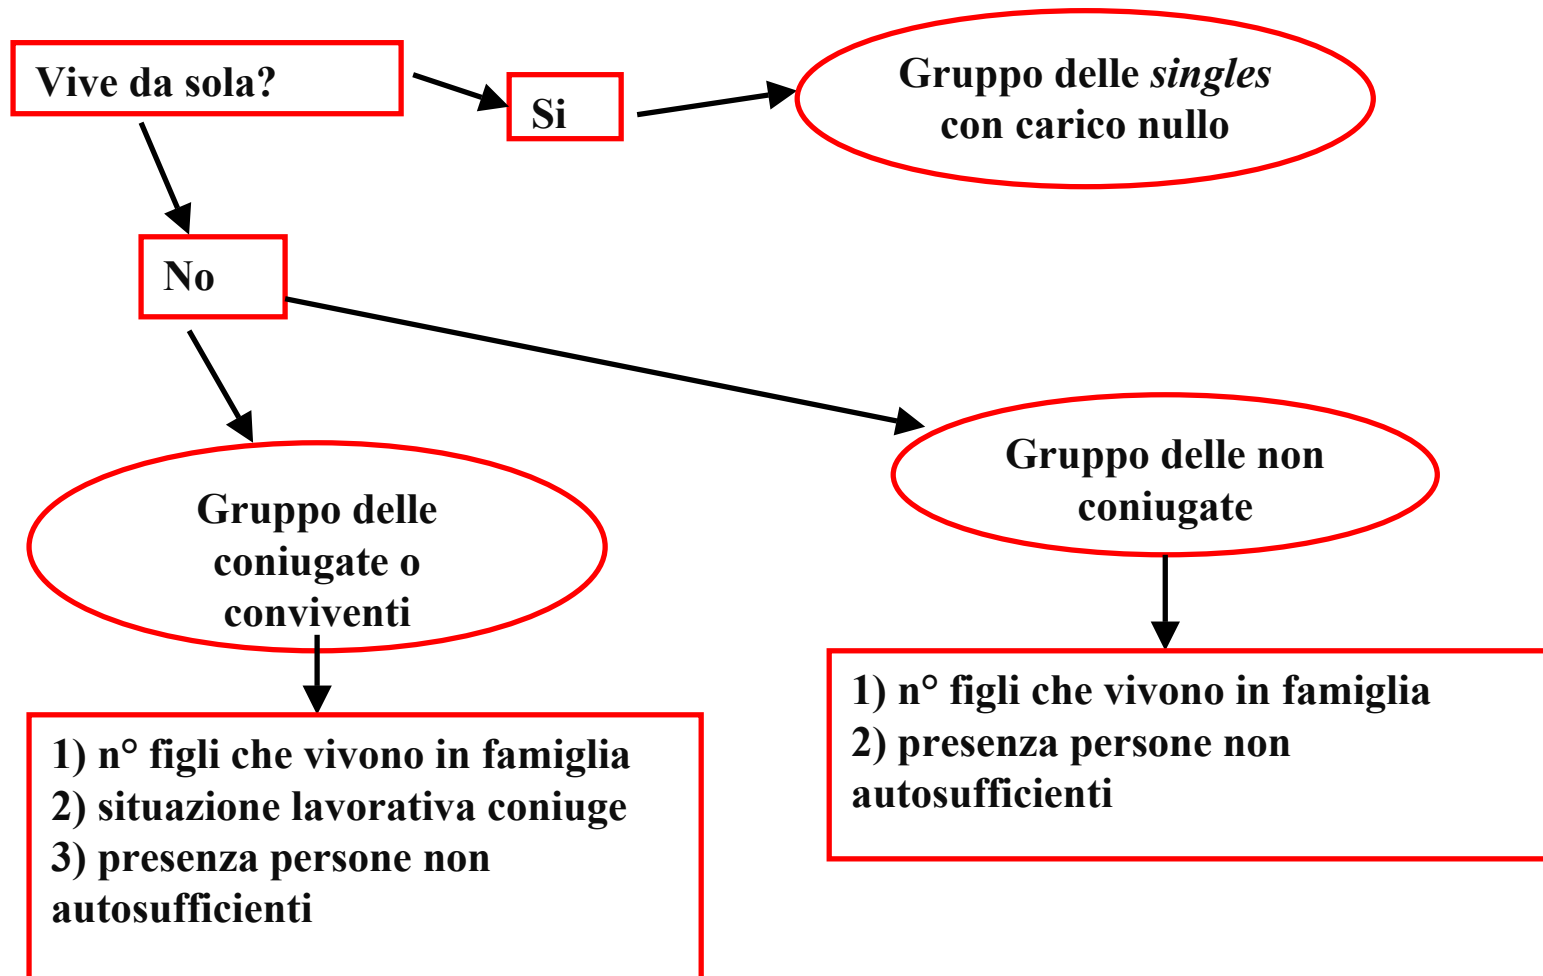 Vive da sola?
Si
Gruppo delle singles
con carico nullo
No
Gruppo delle
coniugate o
conviventi
Gruppo delle non
coniugate
1) n° figli che vivono in famiglia
2) situazione lavorativa coniuge
3) presenza persone non
autosufficienti
1) n° figli che vivono in famiglia
2) presenza persone non
autosufficienti